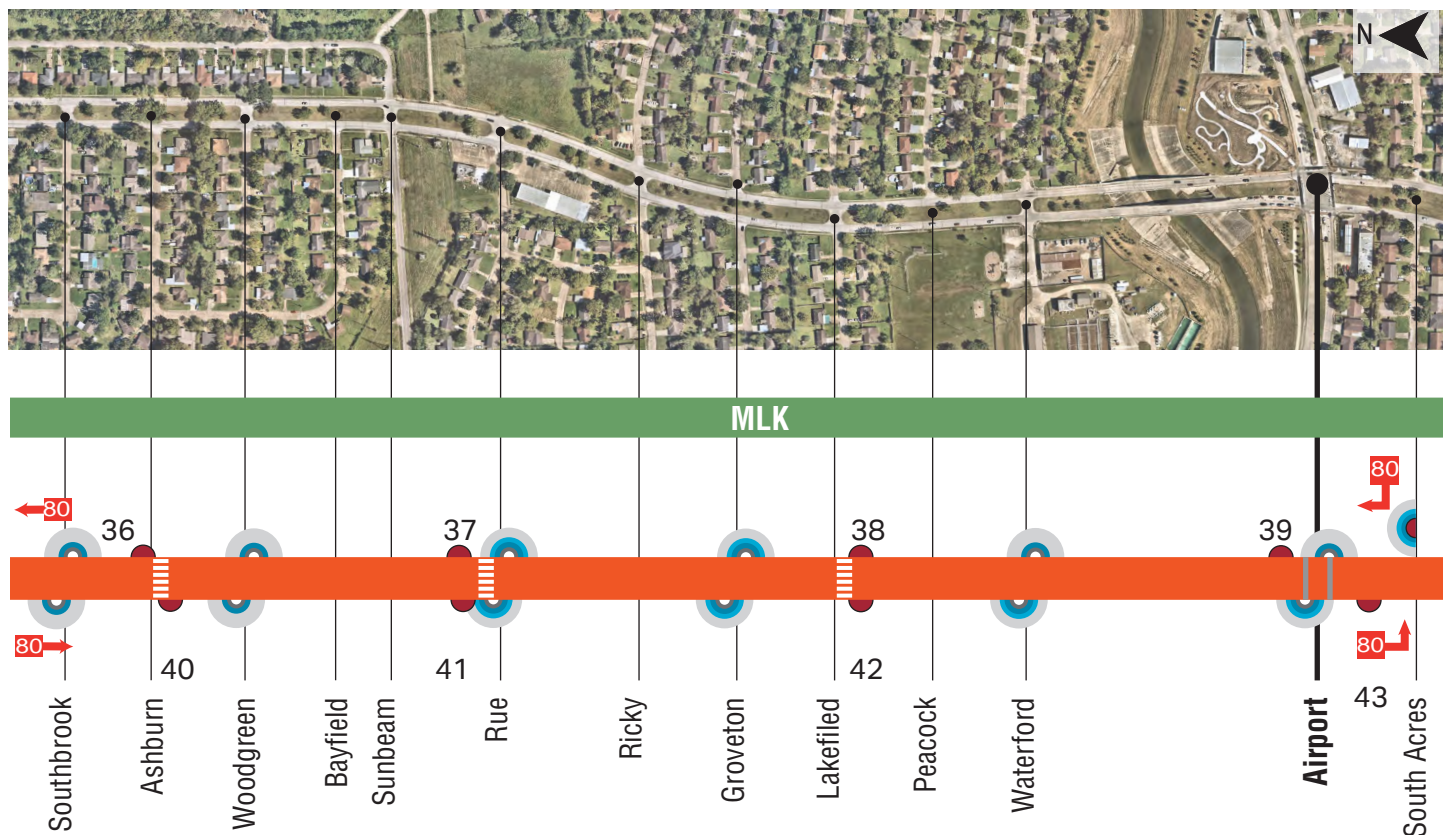 N
MLK
80
80
36
37
38
39
80
80
40
41
42
43
Southbrook
Ashburn
Woodgreen
Bayfield
Sunbeam
Rue
Ricky
Groveton
Lakefiled
Peacock
Waterford
Airport
South Acres